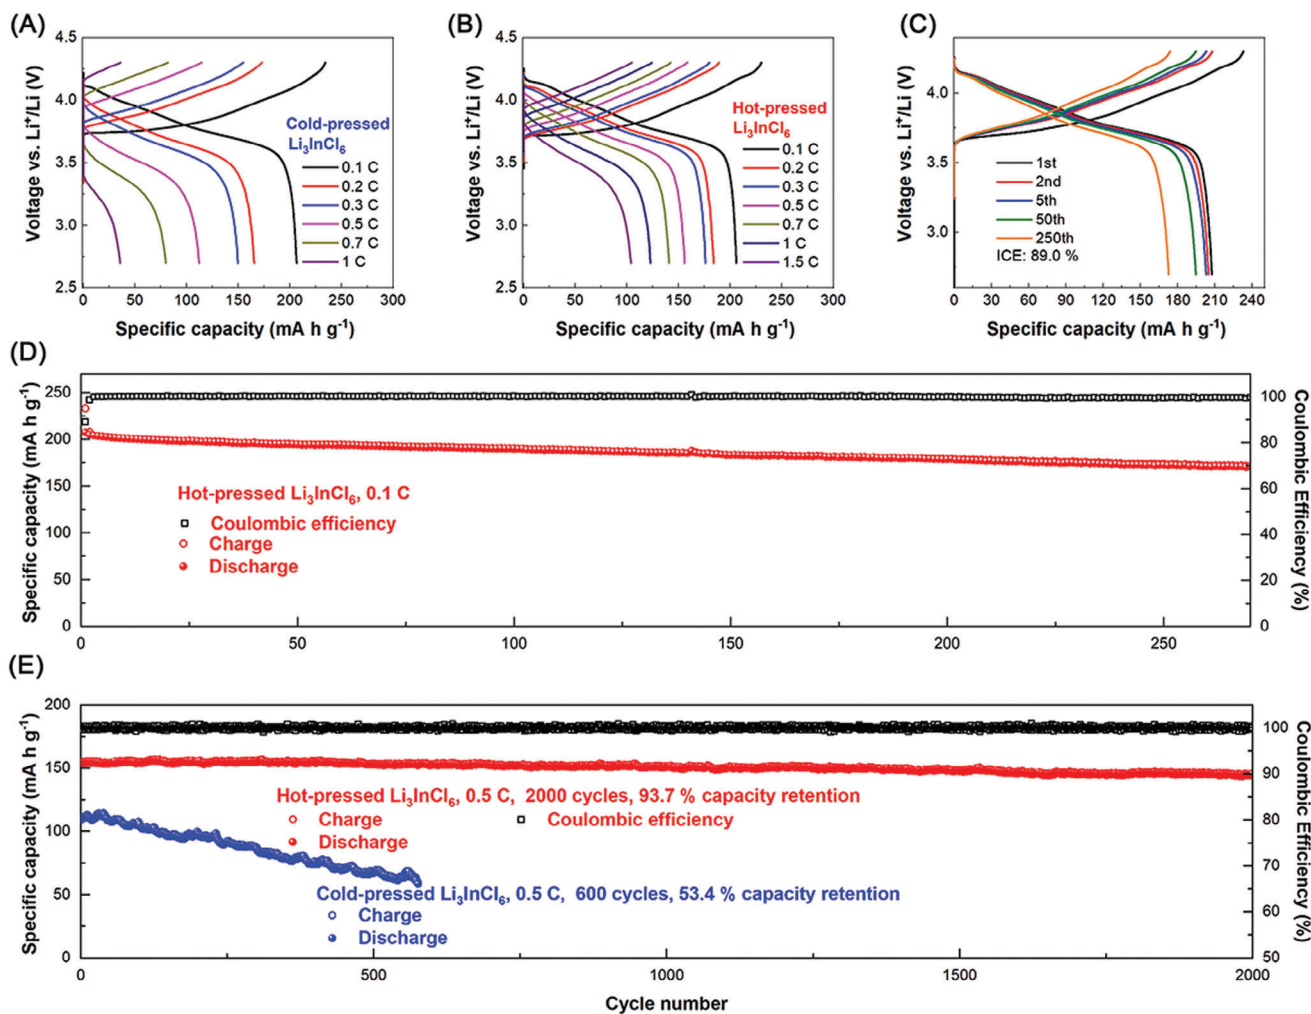 (A)
4.5
4.0
3.5
3.0
2.5
Voltage vs. Li⁺/Li (V)
Cold-pressed
Li₃InCl₆
0.1 C
0.2 C
0.3 C
0.5 C
0.7 C
1 C
0 50 100 150 200 250 300
Specific capacity (mA h g⁻¹)
(B)
4.5
4.0
3.5
3.0
2.5
Voltage vs. Li⁺/Li (V)
Hot-pressed
Li₃InCl₆
0.1 C
0.2 C
0.3 C
0.5 C
0.7 C
1 C
1.5 C
0 50 100 150 200 250 300
Specific capacity (mA h g⁻¹)
(C)
4.0
3.5
3.0
Voltage vs. Li⁺/Li (V)
1st
2nd
5th
50th
250th
ICE: 89.0 %
0 30 60 90 120 150 180 210 240
Specific capacity (mA h g⁻¹)
(D)
250
200
150
100
50
0
Specific capacity (mA h g⁻¹)
Hot-pressed Li₃InCl₆, 0.1 C
Coulombic efficiency
Charge
Discharge
100
80
60
40
20
0
Coulombic Efficiency (%)
0 50 100 150 200 250
(E)
200
150
100
50
0
Specific capacity (mA h g⁻¹)
Hot-pressed Li₃InCl₆, 0.5 C, 2000 cycles, 93.7 % capacity retention
Charge Coulombic efficiency
Discharge
Cold-pressed Li₃InCl₆, 0.5 C, 600 cycles, 53.4 % capacity retention
Charge
Discharge
100
90
80
70
60
50
Coulombic Efficiency (%)
0 500 1000 1500 2000
Cycle number